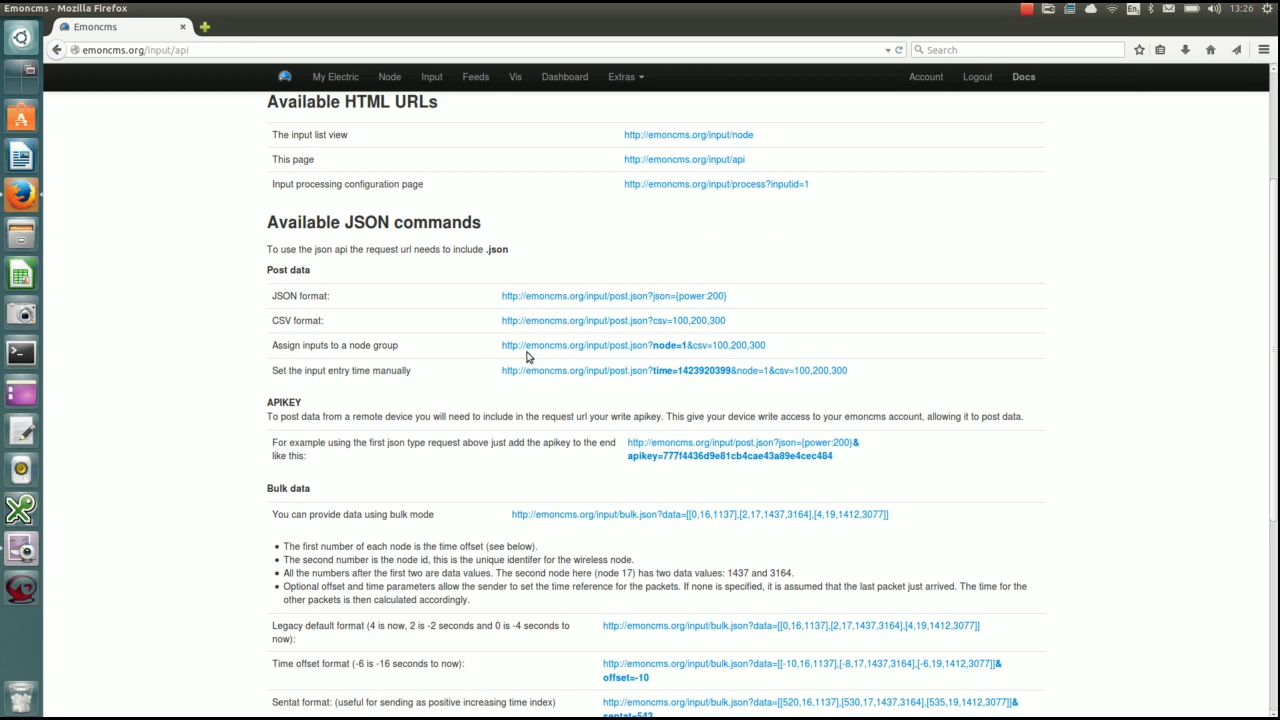 Emoncms - Mozilla Firefox
En
13:26
Emoncms
emoncms.org/input/api
Search
My Electric
Node
Input
Feeds
Vis
Dashboard
Extras
Account
Logout
Docs
Available HTML URLs
The input list view
http://emoncms.org/input/node
This page
http://emoncms.org/input/api
Input processing configuration page
http://emoncms.org/input/process?inputid=1
Available JSON commands
To use the json api the request url needs to include .json
Post data
JSON format:
http://emoncms.org/input/post.json?json={power:200}
CSV format:
http://emoncms.org/input/post.json?csv=100,200,300
Assign inputs to a node group
http://emoncms.org/input/post.json?node=1&csv=100,200,300
Set the input entry time manually
http://emoncms.org/input/post.json?time=1423920399&node=1&csv=100,200,300
APIKEY
To post data from a remote device you will need to include in the request url your write apikey. This give your device write access to your emoncms account, allowing it to post data.
For example using the first json type request above just add the apikey to the end
like this:
http://emoncms.org/input/post.json?json={power:200}&
apikey=777f4436d9e81cb4cae43a89e4cec484
Bulk data
You can provide data using bulk mode
http://emoncms.org/input/bulk.json?data=[[0,16,1137],[2,17,1437,3164],[4,19,1412,3077]]
The first number of each node is the time offset (see below).
The second number is the node id, this is the unique identifer for the wireless node.
All the numbers after the first two are data values. The second node here (node 17) has two data values: 1437 and 3164.
Optional offset and time parameters allow the sender to set the time reference for the packets. If none is specified, it is assumed that the last packet just arrived. The time for the
other packets is then calculated accordingly.
Legacy default format (4 is now, 2 is -2 seconds and 0 is -4 seconds to
now):
http://emoncms.org/input/bulk.json?data=[[0,16,1137],[2,17,1437,3164],[4,19,1412,3077]]
Time offset format (-6 is -16 seconds to now):
http://emoncms.org/input/bulk.json?data=[[-10,16,1137],[-8,17,1437,3164],[-6,19,1412,3077]]&
offset=-10
Sentat format: (useful for sending as positive increasing time index)
http://emoncms.org/input/bulk.json?data=[[520,16,1137],[530,17,1437,3164],[535,19,1412,3077]]&
sentat=543